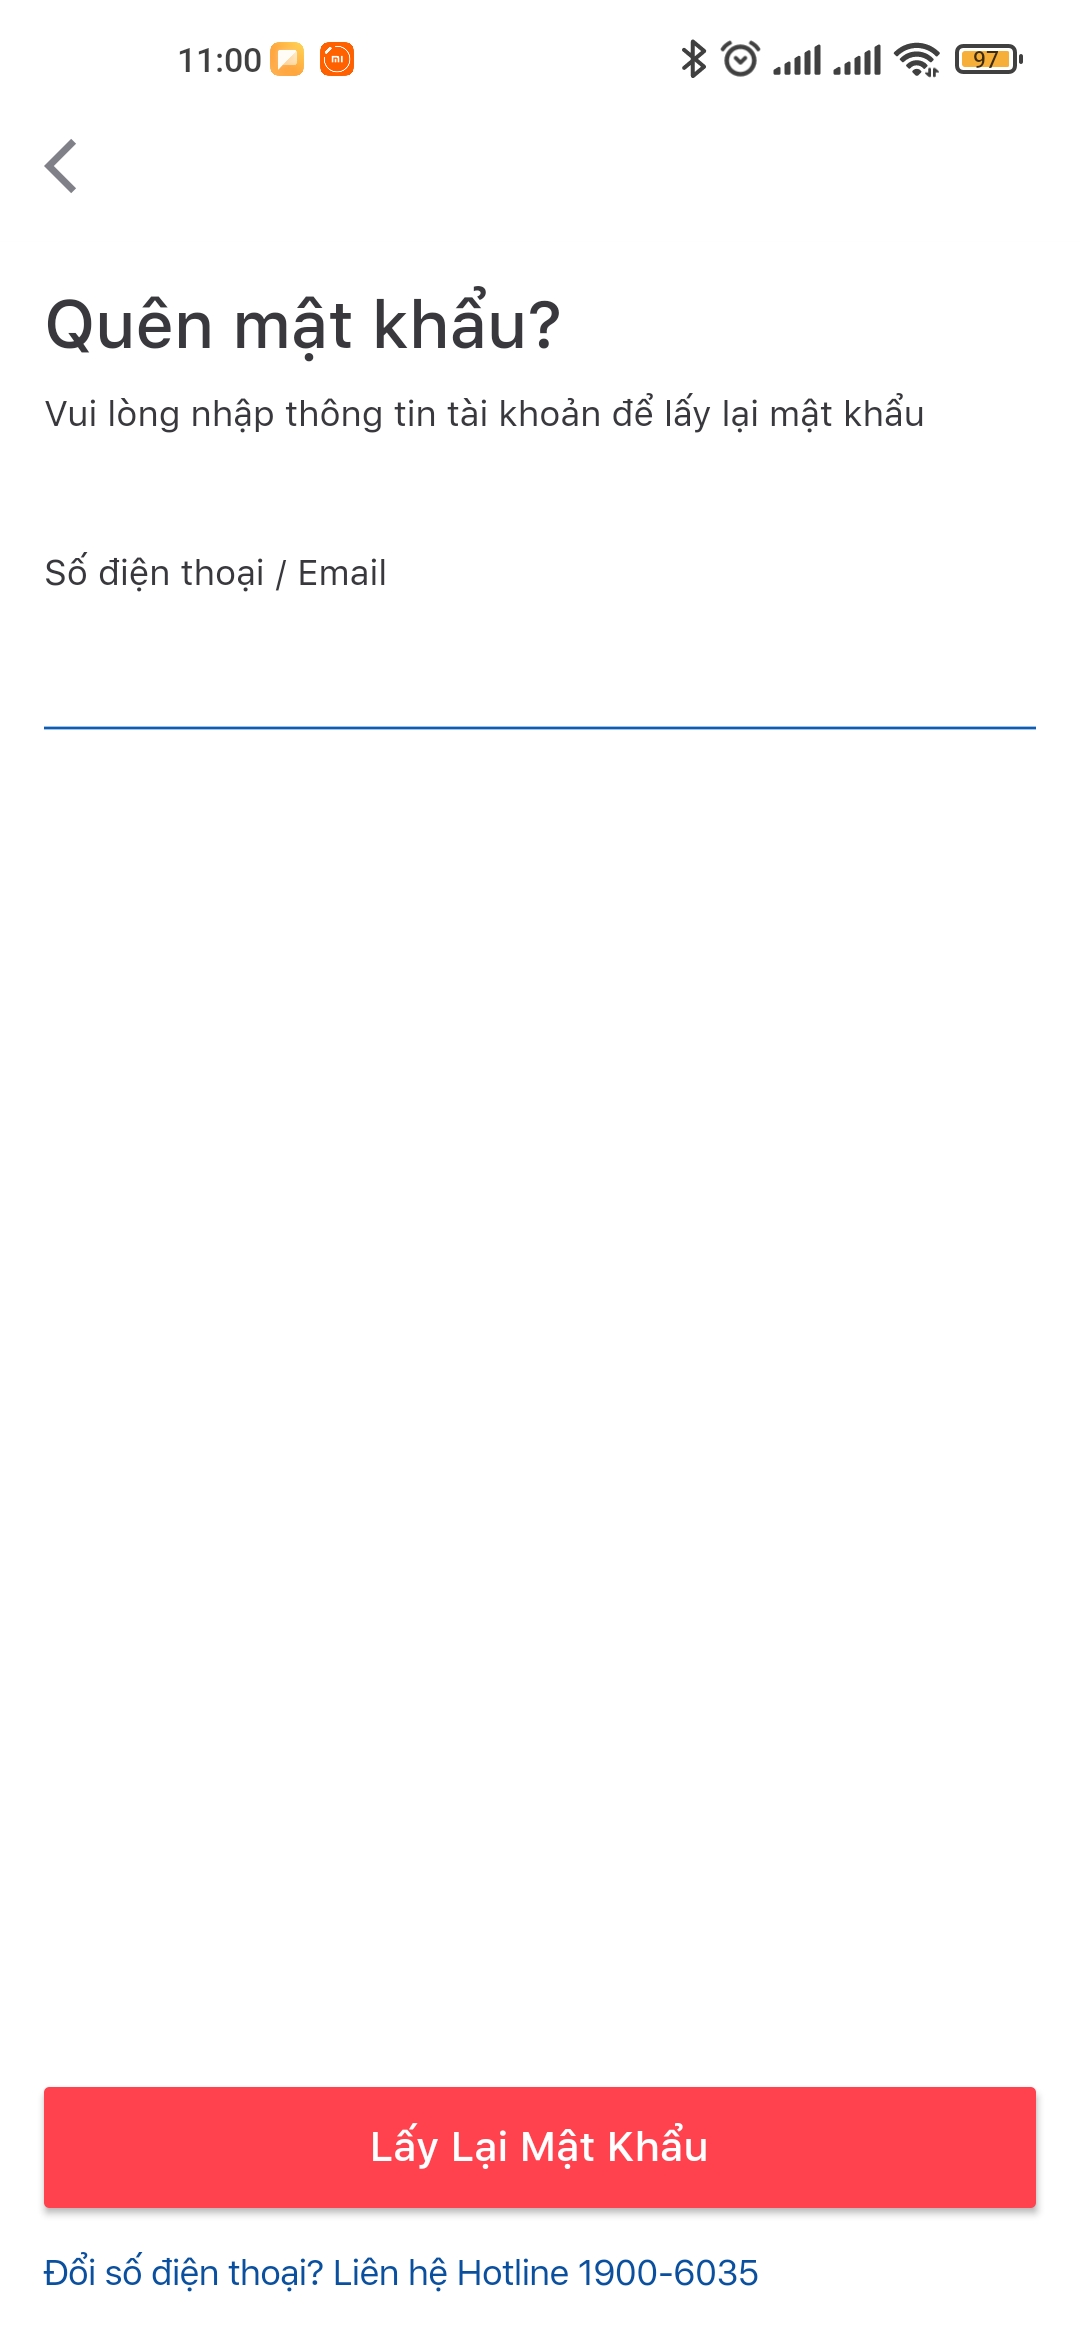 11:00
97
Quên mật khẩu?
Vui lòng nhập thông tin tài khoản để lấy lại mật khẩu
Số điện thoại / Email
Lấy Lại Mật Khẩu
Đổi số điện thoại? Liên hệ Hotline 1900-6035